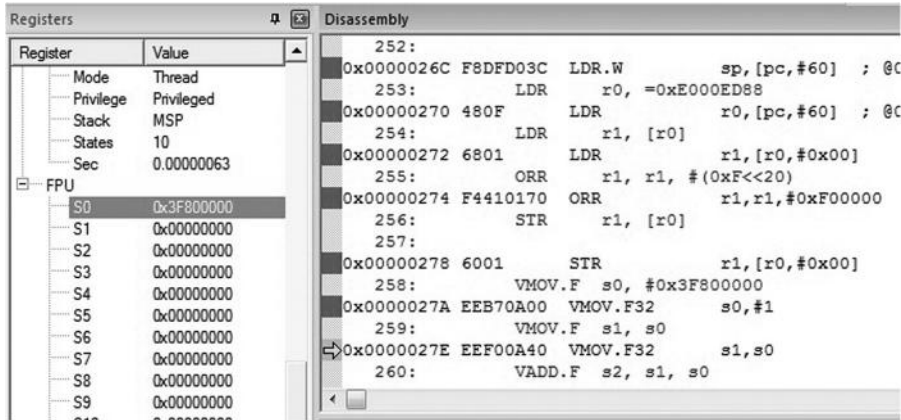 Registers
Register Value
Mode Thread
Privilege Privileged
Stack MSP
States 10
Sec 0.00000063
FPU
S0 0x3F800000
S1 0x00000000
S2 0x00000000
S3 0x00000000
S4 0x00000000
S5 0x00000000
S6 0x00000000
S7 0x00000000
S8 0x00000000
S9 0x00000000
Disassembly
252:
0x0000026C F8DFD03C LDR.W sp,[pc,#60] ; @
253: LDR r0, =0xE000ED88
0x00000270 480F LDR r0,[pc,#60] ; @
254: LDR r1, [r0]
0x00000272 6801 LDR r1,[r0,#0x00]
255: ORR r1, r1, #(0xF<<20)
0x00000274 F4410170 ORR r1,r1,#0xF00000
256: STR r1, [r0]
257:
0x00000278 6001 STR r1,[r0,#0x00]
258: VMOV.F s0, #0x3F800000
0x0000027A EEB70A00 VMOV.F32 s0,#1
259: VMOV.F s1, s0
0x0000027E EEF00A40 VMOV.F32 s1,s0
260: VADD.F s2, s1, s0